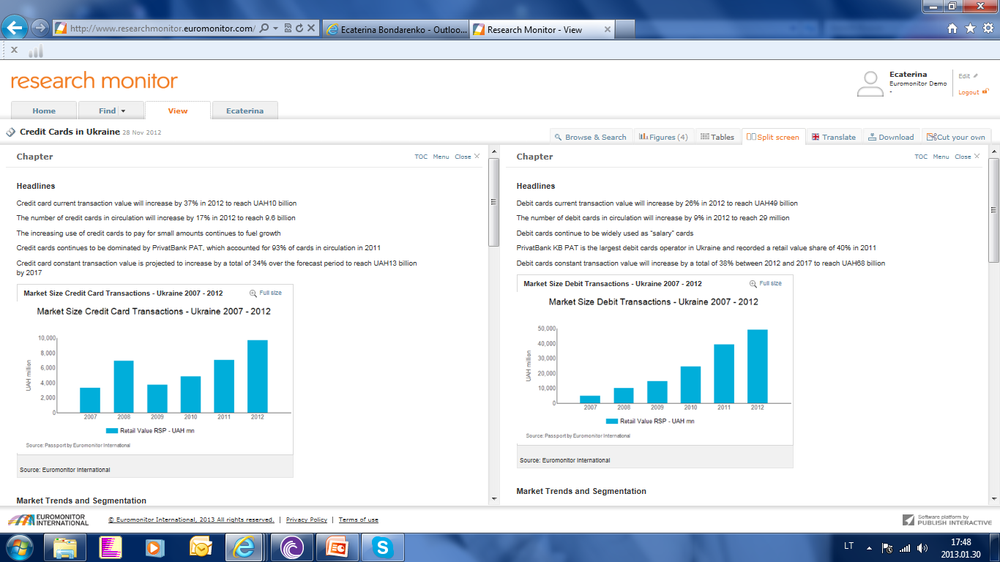 http://www.researchmonitor.euromonitor.com/
Ecaterina Bondarenko - Outloo...
Research Monitor - View
research monitor
Ecaterina
Euromonitor Demo
-
Edit
Logout
Home
Find
View
Ecaterina
Credit Cards in Ukraine 28 Nov 2012
Browse & Search
Figures (4)
Tables
Split screen
Translate
Download
Cut your own
Chapter
TOC Menu Close
Headlines
Credit card current transaction value will increase by 37% in 2012 to reach UAH10 billion
The number of credit cards in circulation will increase by 17% in 2012 to reach 9.6 billion
The increasing use of credit cards to pay for small amounts continues to fuel growth
Credit cards continues to be dominated by PrivatBank PAT, which accounted for 93% of cards in circulation in 2011
Credit card constant transaction value is projected to increase by a total of 34% over the forecast period to reach UAH13 billion
by 2017
Market Size Credit Card Transactions - Ukraine 2007 - 2012
Full size
Market Size Credit Card Transactions - Ukraine 2007 - 2012
UAH million
10,000
8,000
6,000
4,000
2,000
0
2007 2008 2009 2010 2011 2012
Retail Value RSP - UAH mn
Source: Passport by Euromonitor International
Source: Euromonitor International
Market Trends and Segmentation
Chapter
TOC Menu Close
Headlines
Debit cards current transaction value will increase by 26% in 2012 to reach UAH49 billion
The number of debit cards in circulation will increase by 9% in 2012 to reach 29 million
Debit cards continue to be widely used as "salary" cards
PrivatBank KB PAT is the largest debit cards operator in Ukraine and recorded a retail value share of 40% in 2011
Debit cards constant transaction value will increase by a total of 38% between 2012 and 2017 to reach UAH68 billion
Market Size Debit Transactions - Ukraine 2007 - 2012
Full size
Market Size Debit Transactions - Ukraine 2007 - 2012
UAH million
50,000
40,000
30,000
20,000
10,000
0
2007 2008 2009 2010 2011 2012
Retail Value RSP - UAH mn
Source: Passport by Euromonitor International
Source: Euromonitor International
Market Trends and Segmentation
EUROMONITOR
INTERNATIONAL
© Euromonitor International, 2013 All rights reserved. | Privacy Policy | Terms of use
Software platform by
PUBLISH INTERACTIVE
LT
17:48
2013.01.30